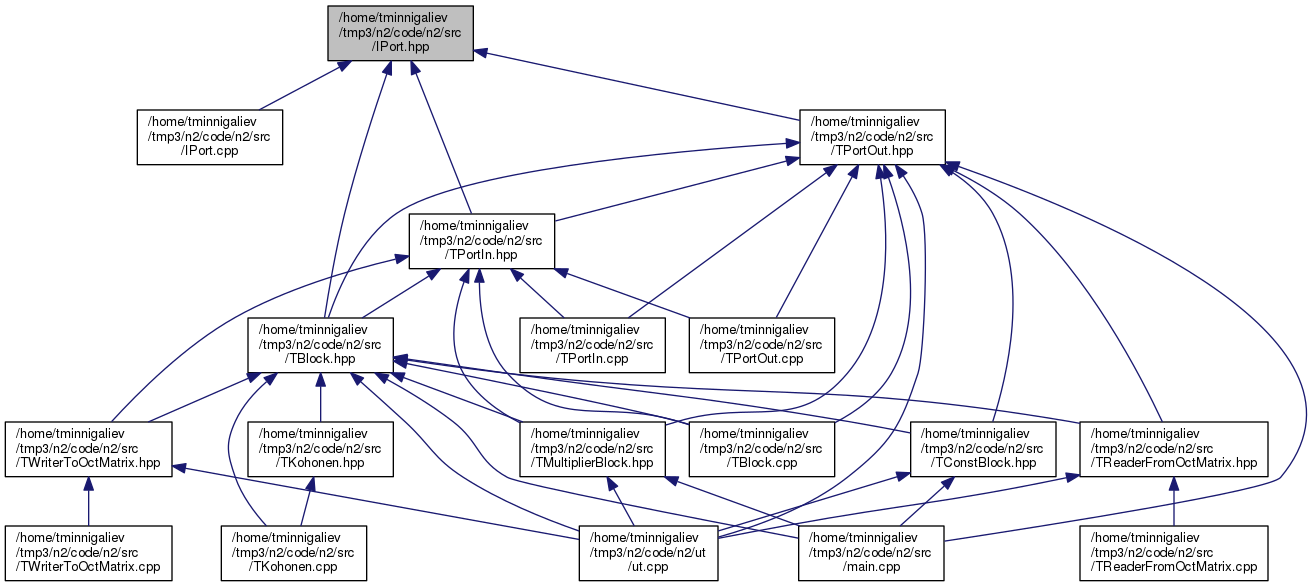 /home/tminnigaliev
/tmp3/n2/code/n2/src
/IPort.hpp
/home/tminnigaliev
/tmp3/n2/code/n2/src
/IPort.cpp
/home/tminnigaliev
/tmp3/n2/code/n2/src
/TPortOut.hpp
/home/tminnigaliev
/tmp3/n2/code/n2/src
/TPortIn.hpp
/home/tminnigaliev
/tmp3/n2/code/n2/src
/TBlock.hpp
/home/tminnigaliev
/tmp3/n2/code/n2/src
/TPortIn.cpp
/home/tminnigaliev
/tmp3/n2/code/n2/src
/TPortOut.cpp
/home/tminnigaliev
/tmp3/n2/code/n2/src
/TWriterToOctMatrix.hpp
/home/tminnigaliev
/tmp3/n2/code/n2/src
/TKohonen.hpp
/home/tminnigaliev
/tmp3/n2/code/n2/src
/TMultiplierBlock.hpp
/home/tminnigaliev
/tmp3/n2/code/n2/src
/TBlock.cpp
/home/tminnigaliev
/tmp3/n2/code/n2/src
/TConstBlock.hpp
/home/tminnigaliev
/tmp3/n2/code/n2/src
/TReaderFromOctMatrix.hpp
/home/tminnigaliev
/tmp3/n2/code/n2/src
/TWriterToOctMatrix.cpp
/home/tminnigaliev
/tmp3/n2/code/n2/src
/TKohonen.cpp
/home/tminnigaliev
/tmp3/n2/code/n2/ut
/ut.cpp
/home/tminnigaliev
/tmp3/n2/code/n2/src
/main.cpp
/home/tminnigaliev
/tmp3/n2/code/n2/src
/TReaderFromOctMatrix.cpp